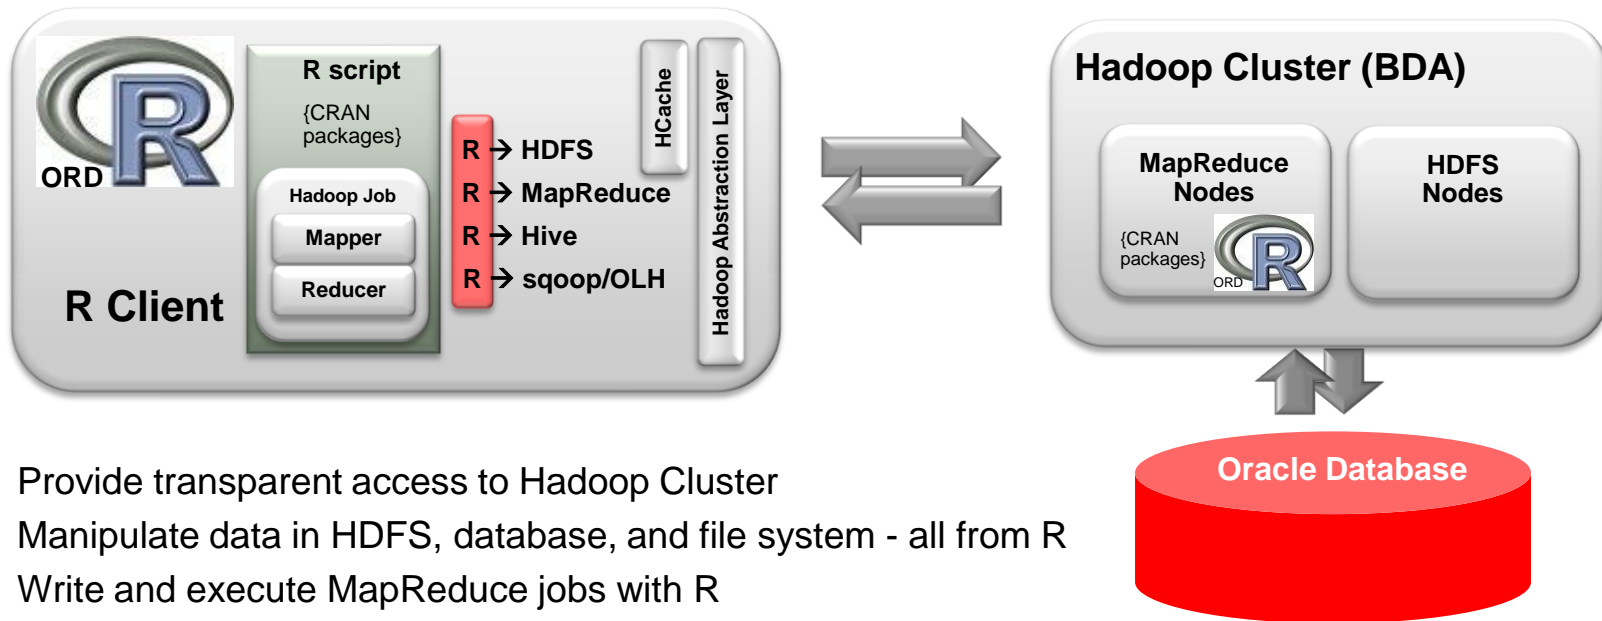 R script
{CRAN
packages}
ORD
Hadoop Job
Mapper
Reducer
R Client
R → HDFS
R → MapReduce
R → Hive
R → sqoop/OLH
HCache
Hadoop Abstraction Layer
Hadoop Cluster (BDA)
MapReduce
Nodes
{CRAN
packages}
ORD
R
HDFS
Nodes
Oracle Database
Provide transparent access to Hadoop Cluster
Manipulate data in HDFS, database, and file system - all from R
Write and execute MapReduce jobs with R